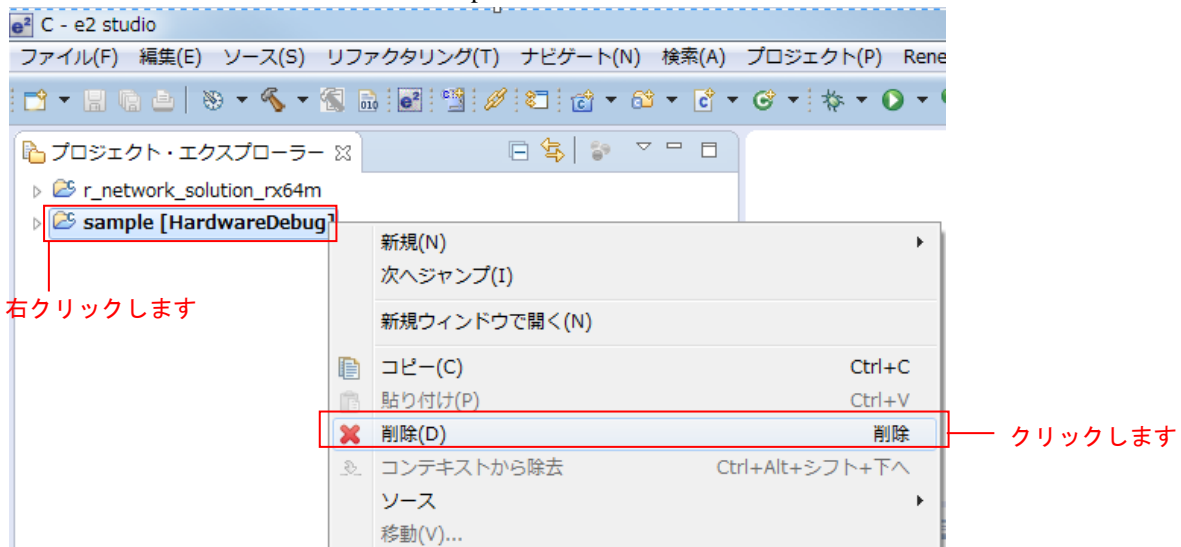 C - e2 studio
ファイル(F) 編集(E) ソース(S) リファクタリング(T) ナビゲート(N) 検索(A) プロジェクト(P) Rene
プロジェクト・エクスプローラー
r_network_solution_rx64m
sample [HardwareDebug]
右クリックします
新規(N)
次へジャンプ(I)
新規ウィンドウで開く(N)
コピー(C) Ctrl+C
貼り付け(P) Ctrl+V
削除(D) 削除
クリックします
コンテキストから除去 Ctrl+Alt+シフト+下へ
ソース
移動(V)...